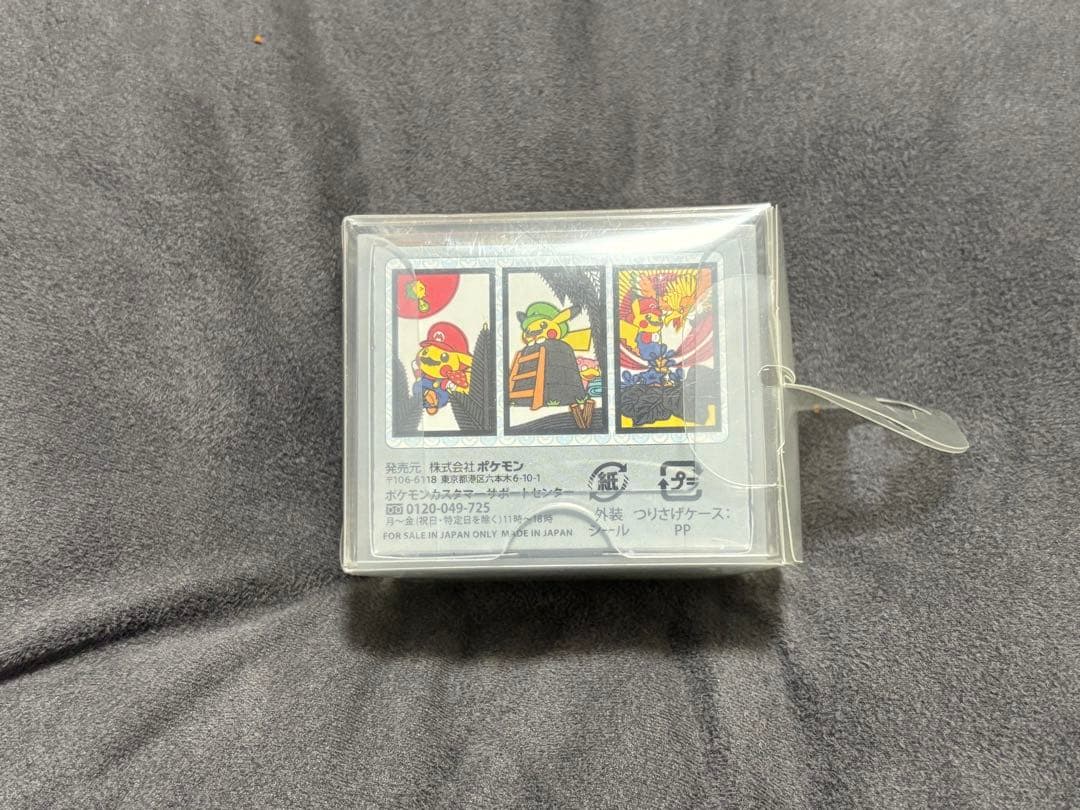 発売元 株式会社ポケモン
〒106-6118 東京都港区六本木6-10-1
ポケモンカスタマーサポートセンター
0120-049-725
月〜金(祝日・特定日を除く)11時〜18時
FOR SALE IN JAPAN ONLY MADE IN JAPAN
紙
外装
シール
プラ
つりさげケース:
PP
M